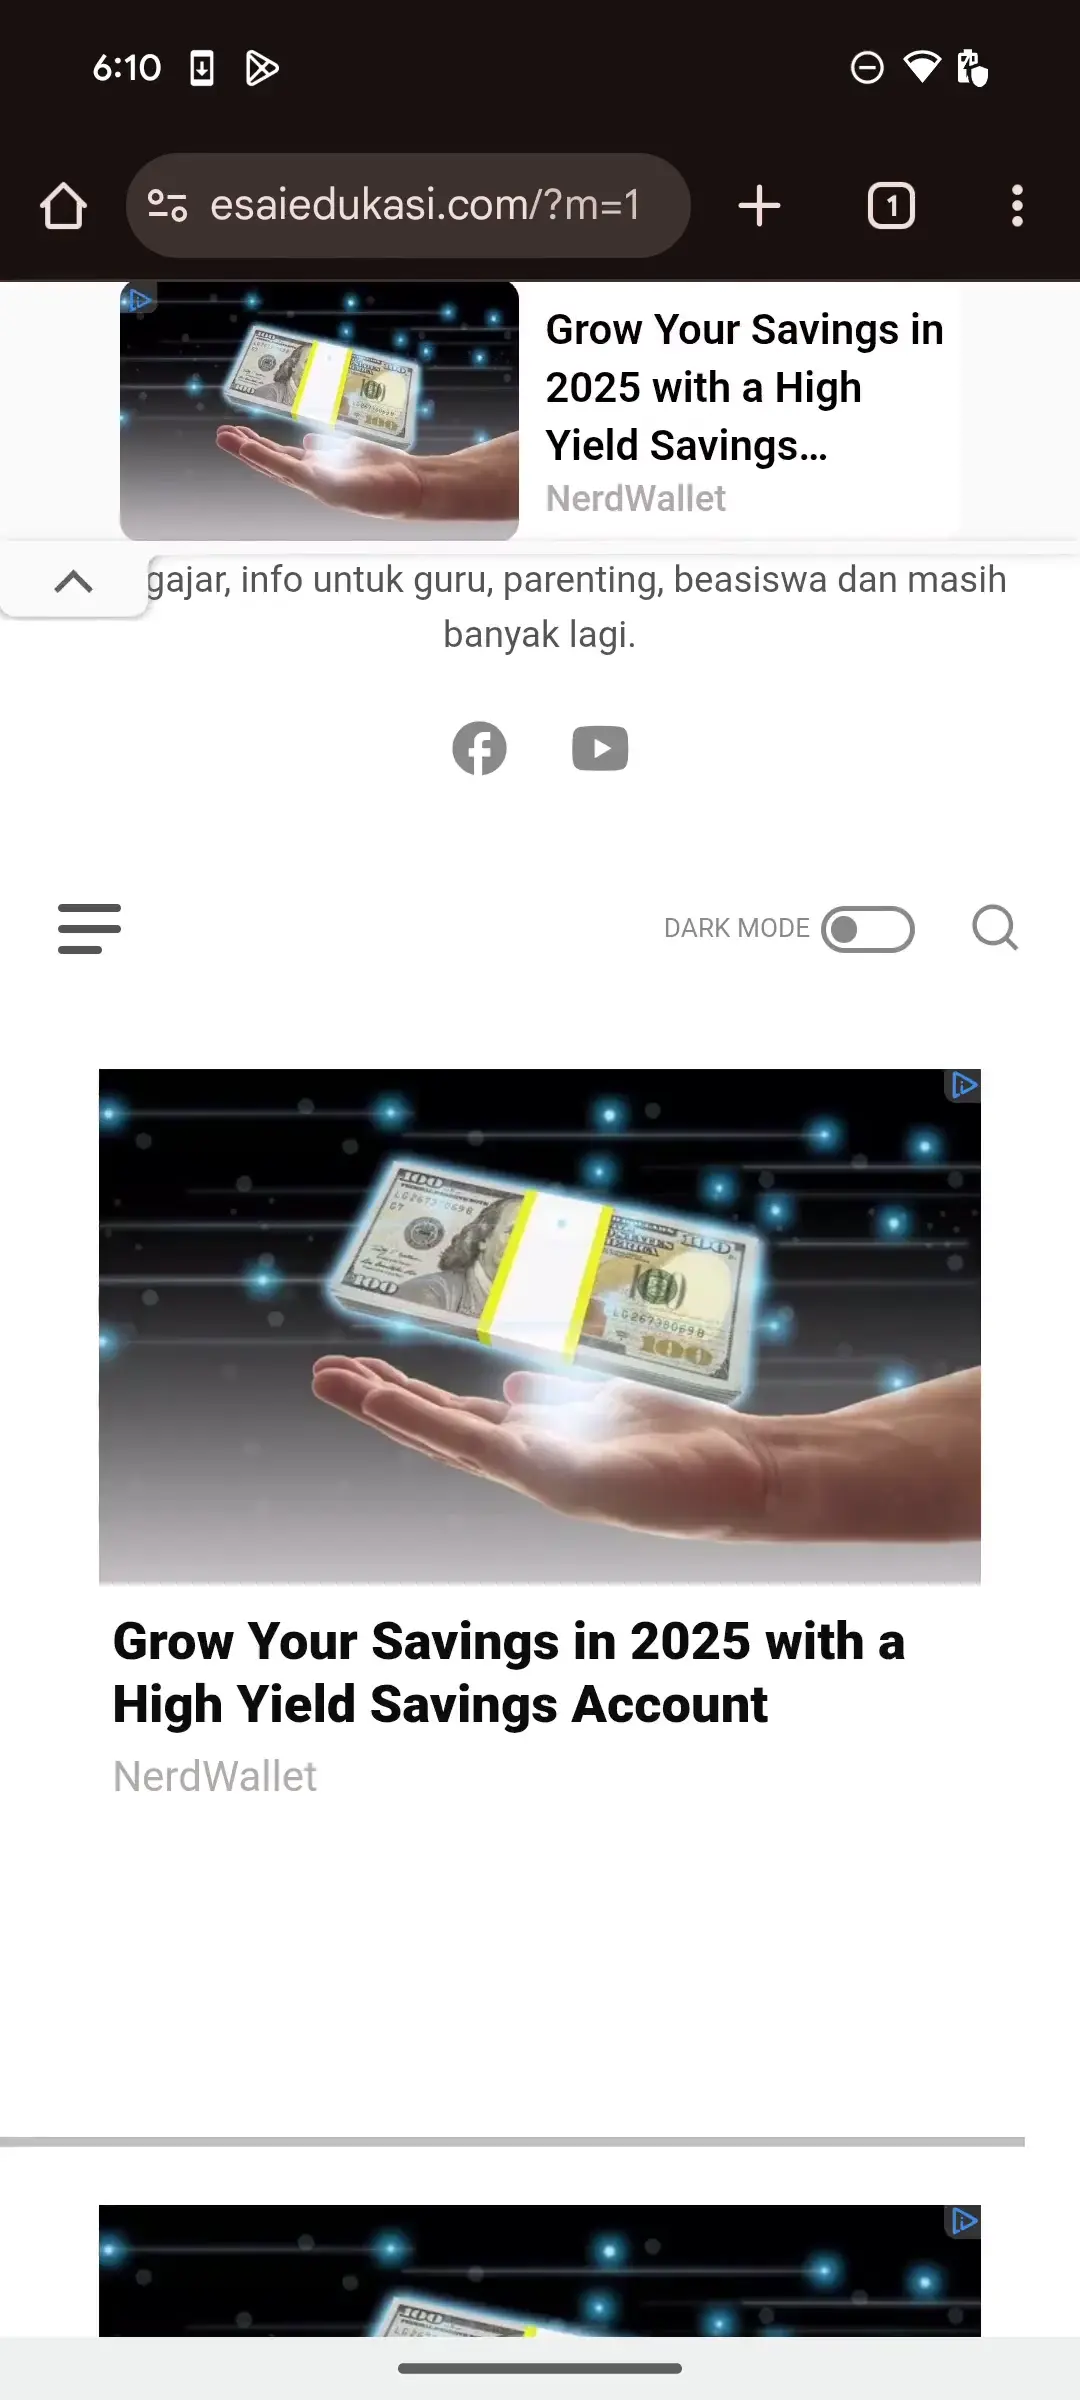 6:10
esaiedukasi.com/?m=1
1
Grow Your Savings in
2025 with a High
Yield Savings...
NerdWallet
gajar, info untuk guru, parenting, beasiswa dan masih
banyak lagi.
DARK MODE
Grow Your Savings in 2025 with a
High Yield Savings Account
NerdWallet